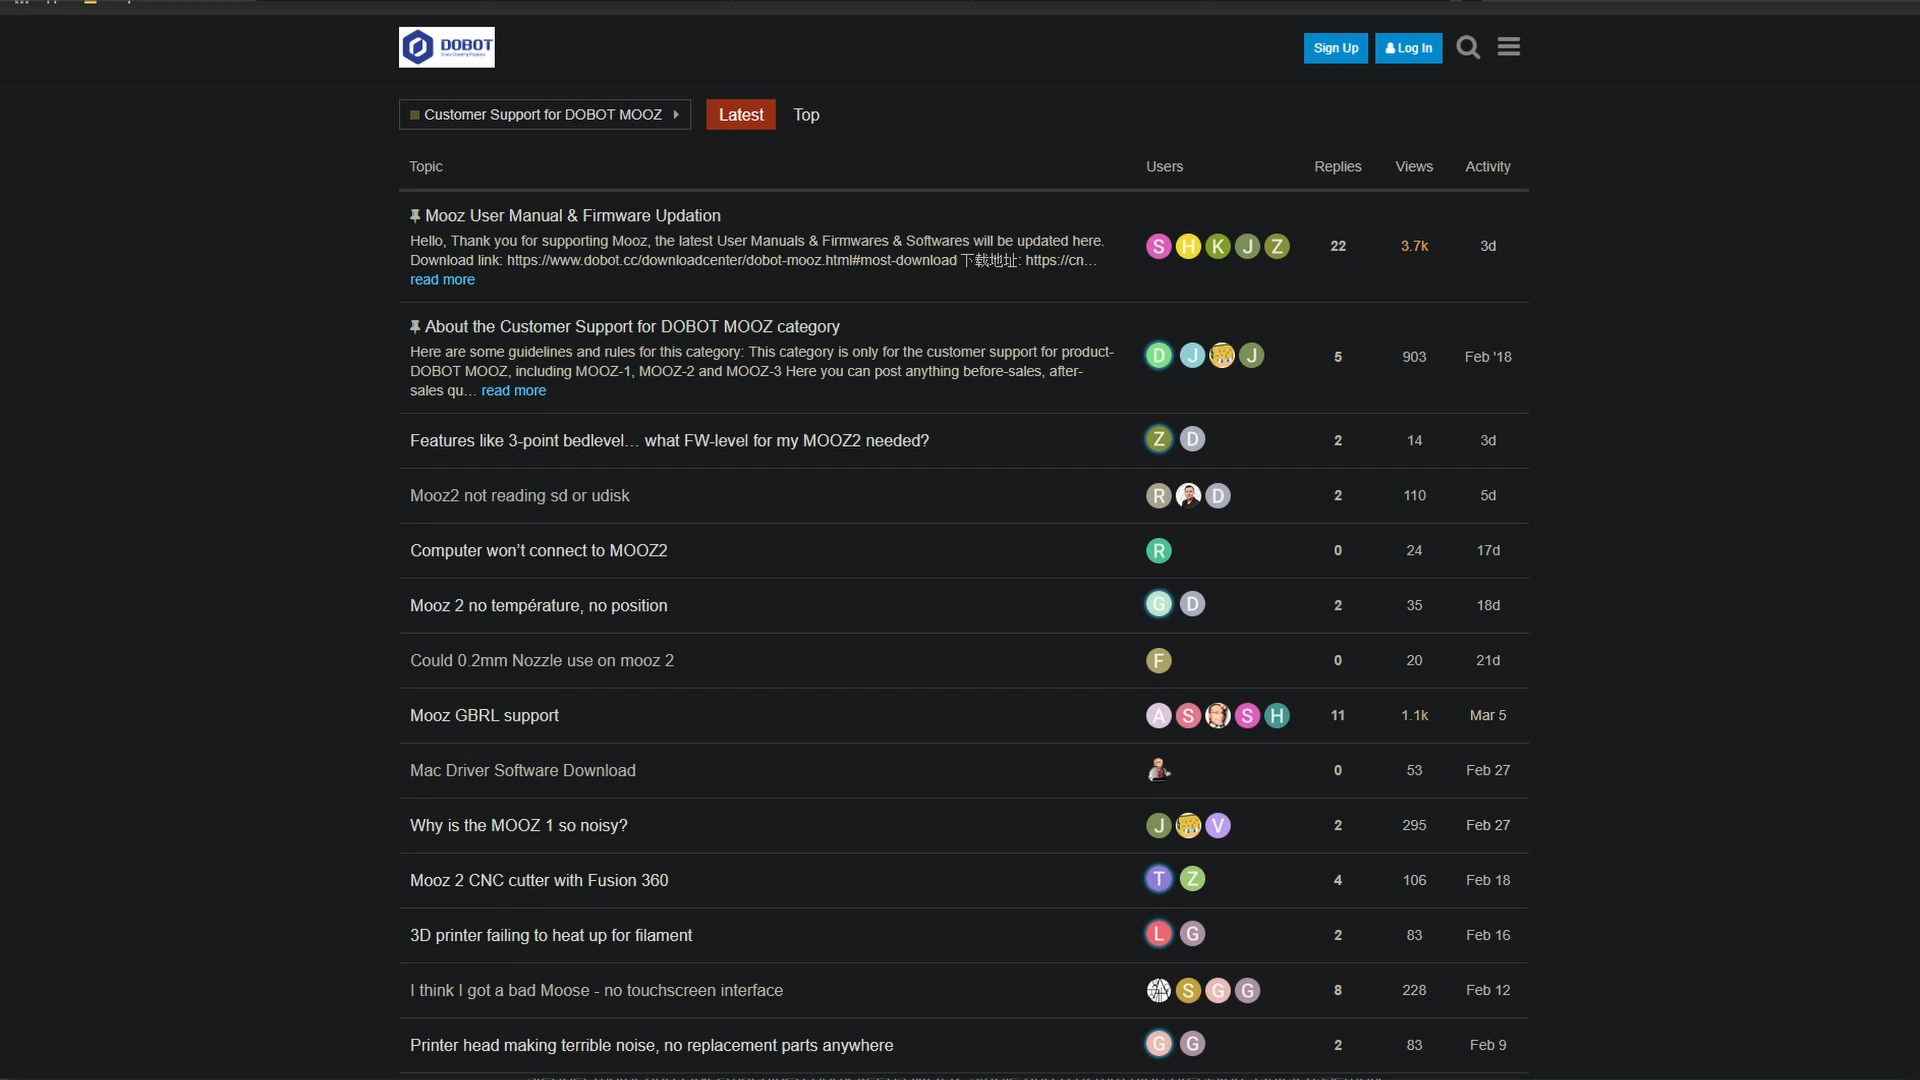 DOBOT
Sign Up
Log In
Customer Support for DOBOT MOOZ
Latest
Top
Topic Users Replies Views Activity
Mooz User Manual & Firmware Updation
Hello, Thank you for supporting Mooz, the latest User Manuals & Firmwares & Softwares will be updated here.
Download link: https://www.dobot.cc/downloadcenter/dobot-mooz.html#most-download 下载地址: https://cn…
read more
S H K J Z 22 3.7k 3d
About the Customer Support for DOBOT MOOZ category
Here are some guidelines and rules for this category: This category is only for the customer support for product-
DOBOT MOOZ, including MOOZ-1, MOOZ-2 and MOOZ-3 Here you can post anything before-sales, after-
sales qu… read more
D J J 5 903 Feb '18
Features like 3-point bedlevel… what FW-level for my MOOZ2 needed? Z D 2 14 3d
Mooz2 not reading sd or udisk R D 2 110 5d
Computer won’t connect to MOOZ2 R 0 24 17d
Mooz 2 no température, no position G D 2 35 18d
Could 0.2mm Nozzle use on mooz 2 F 0 20 21d
Mooz GBRL support A S S H 11 1.1k Mar 5
Mac Driver Software Download 0 53 Feb 27
Why is the MOOZ 1 so noisy? J V 2 295 Feb 27
Mooz 2 CNC cutter with Fusion 360 T Z 4 106 Feb 18
3D printer failing to heat up for filament L G 2 83 Feb 16
I think I got a bad Moose - no touchscreen interface S G G 8 228 Feb 12
Printer head making terrible noise, no replacement parts anywhere G G 2 83 Feb 9